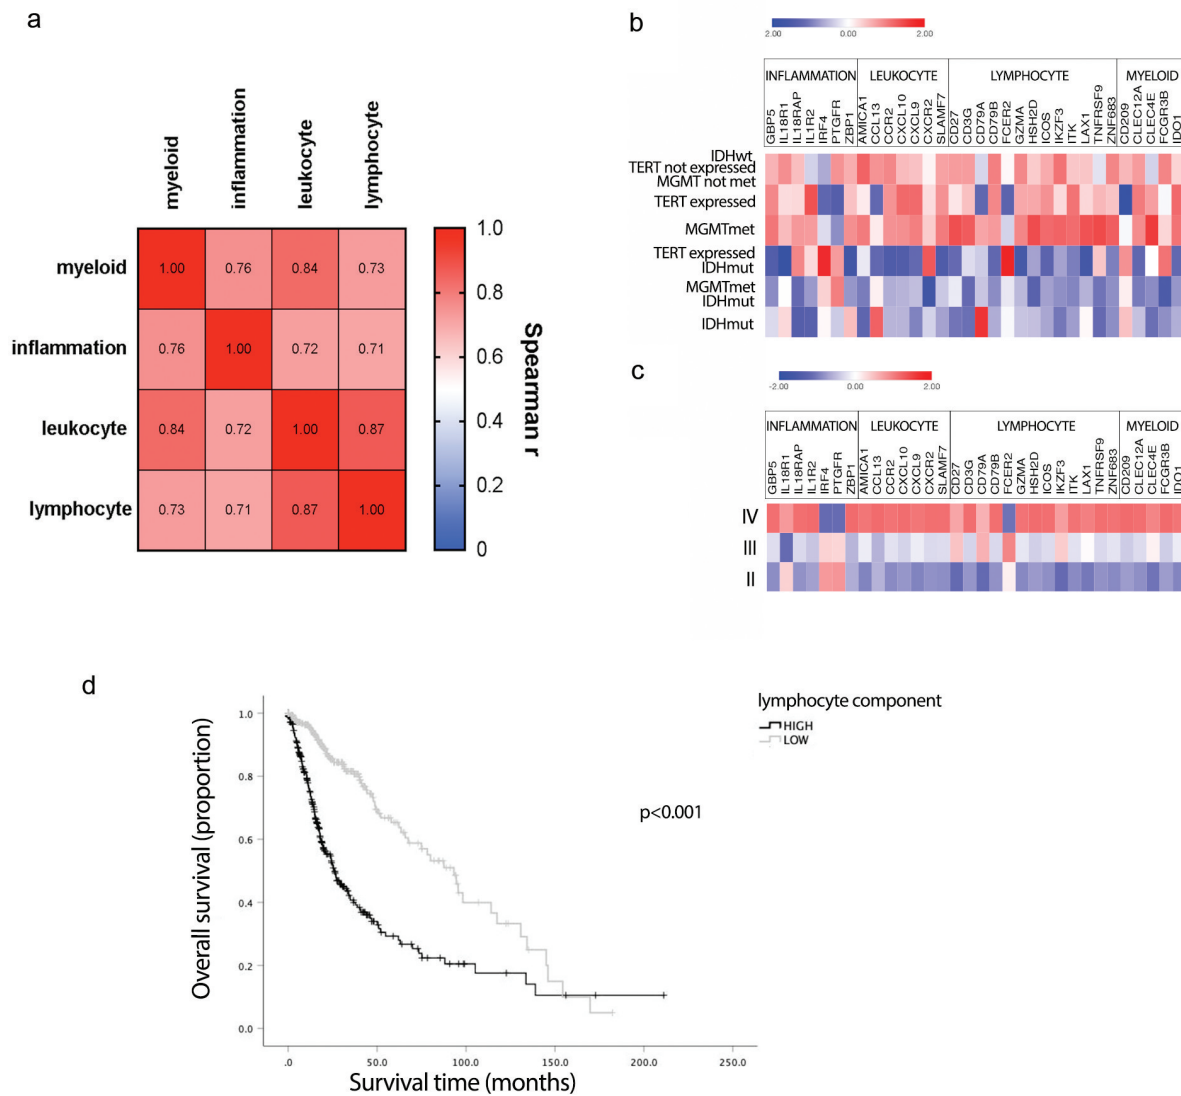 a
myeloid
inflammation
leukocyte
lymphocyte
myeloid 1.00 0.76 0.84 0.73
inflammation 0.76 1.00 0.72 0.71
leukocyte 0.84 0.72 1.00 0.87
lymphocyte 0.73 0.71 0.87 1.00
1.0
0.8
0.6
0.4
0.2
0
Spearman r
b
2.00 0.00 2.00
INFLAMMATION LEUKOCYTE LYMPHOCYTE MYELOID
GBP5
IL18R1
IL18RAP
IL1R2
IRF4
PTGFR
ZBP1
AMICA1
CCL13
CCR2
CXCL10
CXCL9
CXCR2
SLAMF7
CD27
CD3G
CD79A
CD79B
FCER2
GZMA
HSH2D
ICOS
IKZF3
ITK
LAX1
TNFRSF9
ZNF683
CD209
CLEC12A
CLEC4E
FCGR3B
IDO1
IDHwt
TERT not expressed
MGMT not met
TERT expressed
MGMTmet
TERT expressed
IDHmut
MGMTmet
IDHmut
IDHmut
c
-2.00 0.00 2.00
INFLAMMATION LEUKOCYTE LYMPHOCYTE MYELOID
GBP5
IL18R1
IL18RAP
IL1R2
IRF4
PTGFR
ZBP1
AMICA1
CCL13
CCR2
CXCL10
CXCL9
CXCR2
SLAMF7
CD27
CD3G
CD79A
CD79B
FCER2
GZMA
HSH2D
ICOS
IKZF3
ITK
LAX1
TNFRSF9
ZNF683
CD209
CLEC12A
CLEC4E
FCGR3B
IDO1
IV
III
II
d
Overall survival (proportion)
1.0
0.8
0.6
0.4
0.2
0.0
.0 50.0 100.0 150.0 200.0 250.0
Survival time (months)
lymphocyte component
HIGH
LOW
p<0.001